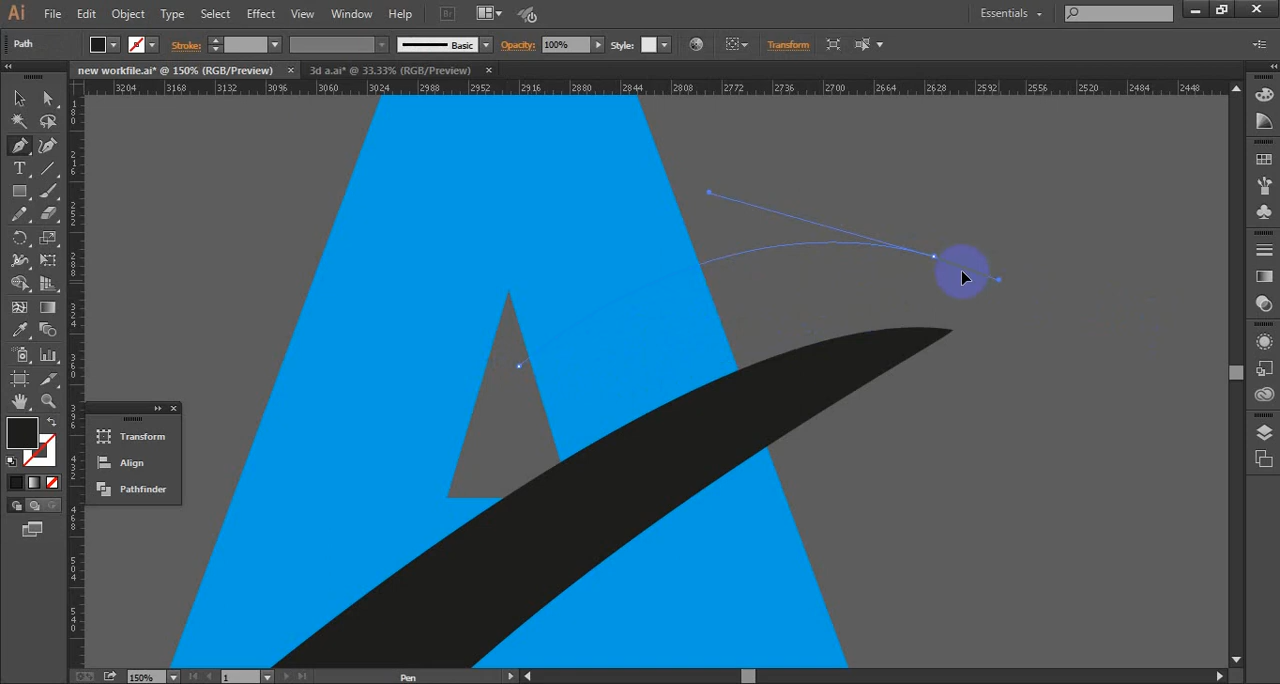 Ai File Edit Object Type Select Effect View Window Help Br Essentials
Path Stroke: Basic Opacity: 100% Style: Transform
new workfile.ai* @ 150% (RGB/Preview) × 3d a.ai* @ 33.33% (RGB/Preview) ×
3204 3168 3132 3096 3060 3024 2988 2952 2916 2880 2844 2808 2772 2736 2700 2664 2628 2592 2556 2520 2484 2448
Transform
Align
Pathfinder
150% 1 Pen